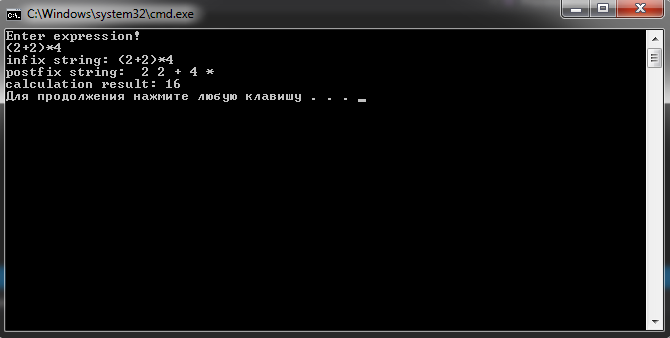 C:\Windows\system32\cmd.exe
Enter expression!
(2+2)*4
infix string: (2+2)*4
postfix string:  2 2 + 4 *
calculation result: 16
Для продолжения нажмите любую клавишу . . . _